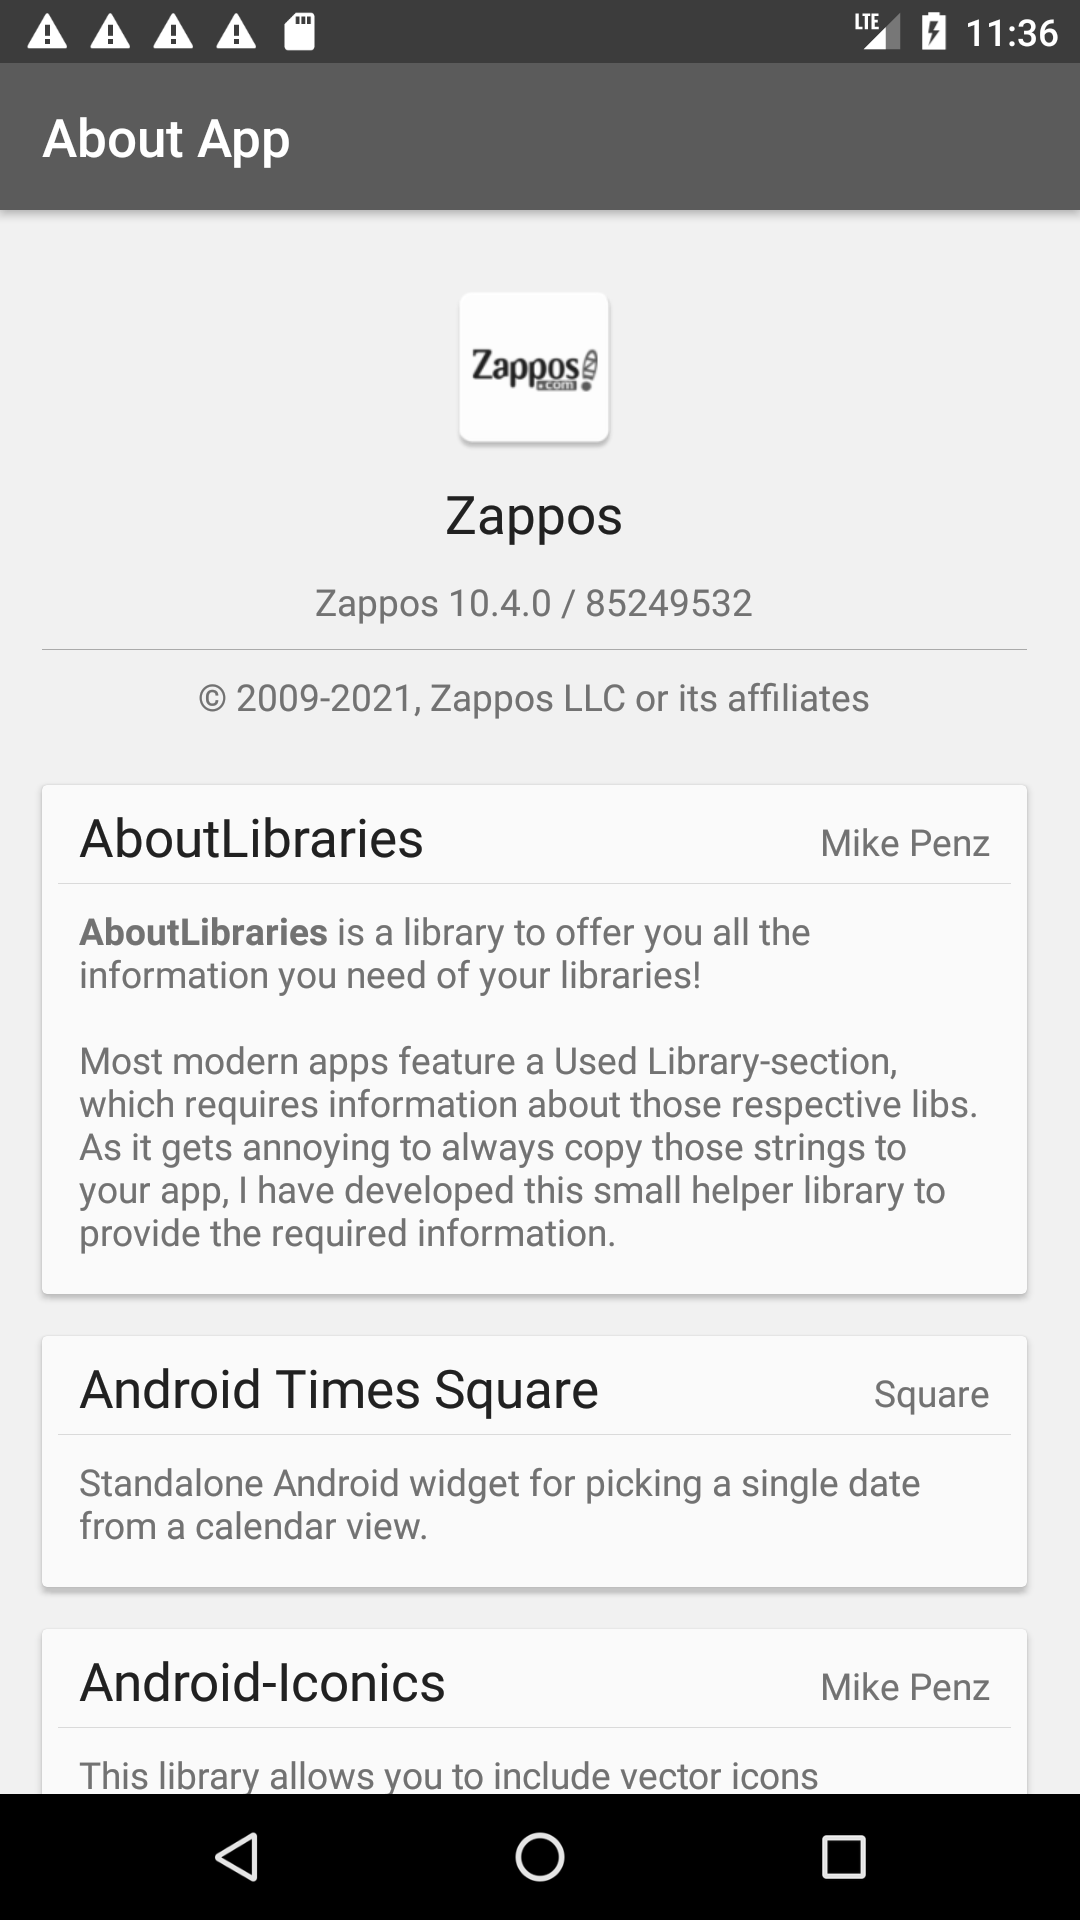 LTE 11:36
About App
Zappos
.com
Zappos
Zappos 10.4.0 / 85249532
© 2009-2021, Zappos LLC or its affiliates
AboutLibraries Mike Penz
AboutLibraries is a library to offer you all the
information you need of your libraries!
Most modern apps feature a Used Library-section,
which requires information about those respective libs.
As it gets annoying to always copy those strings to
your app, I have developed this small helper library to
provide the required information.
Android Times Square Square
Standalone Android widget for picking a single date
from a calendar view.
Android-Iconics Mike Penz
This library allows you to include vector icons